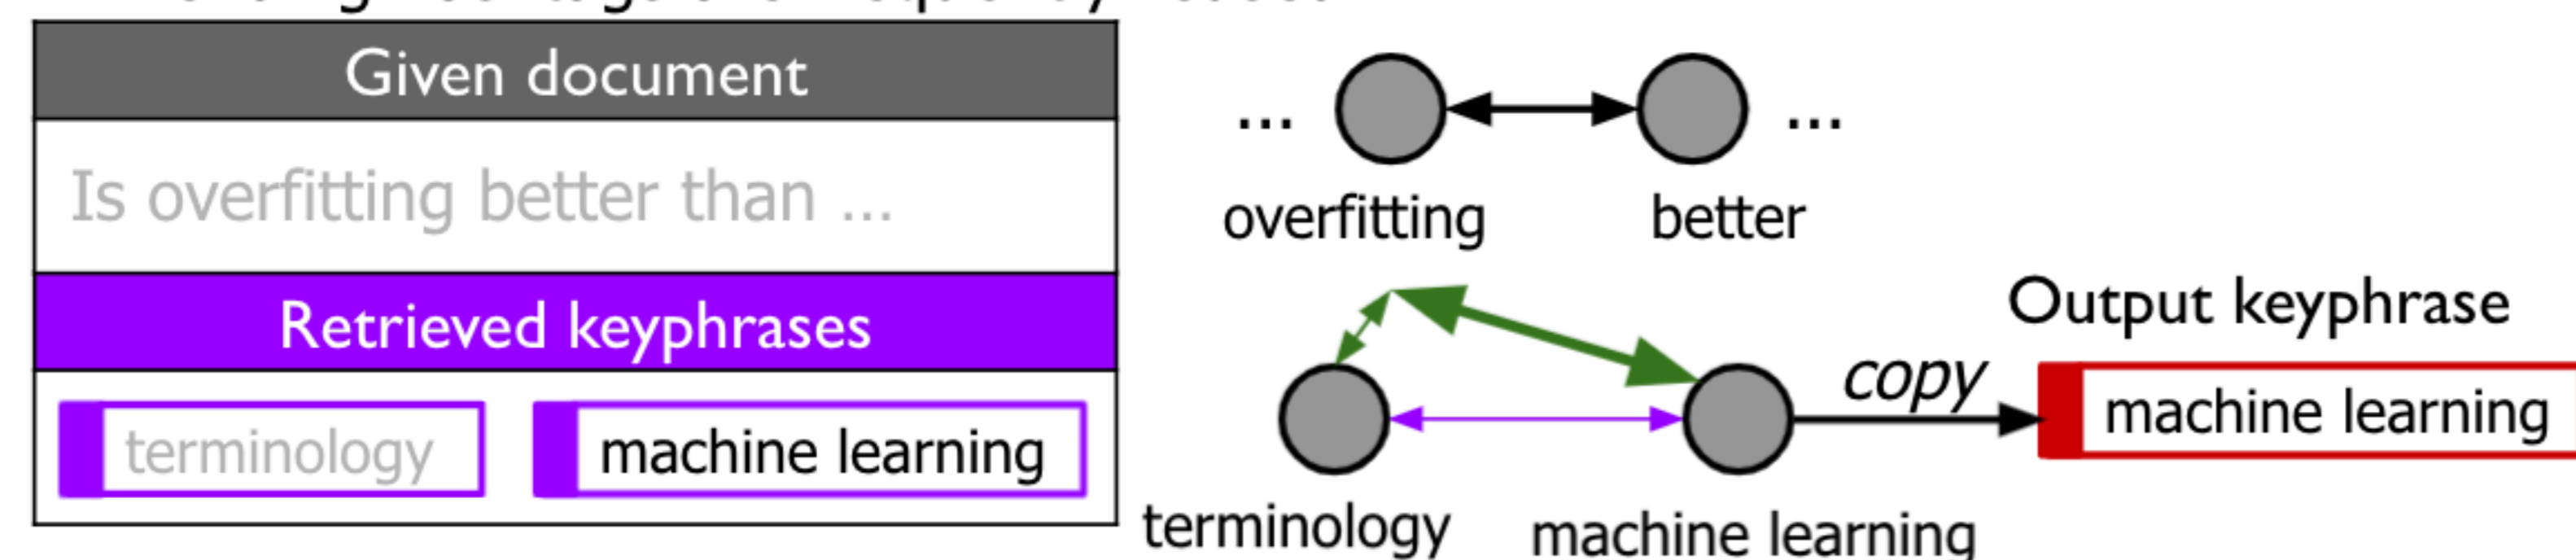 Given document
Is overfitting better than ...
Retrieved keyphrases
terminology
machine learning
... ...
overfitting better
copy
terminology machine learning
Output keyphrase
machine learning